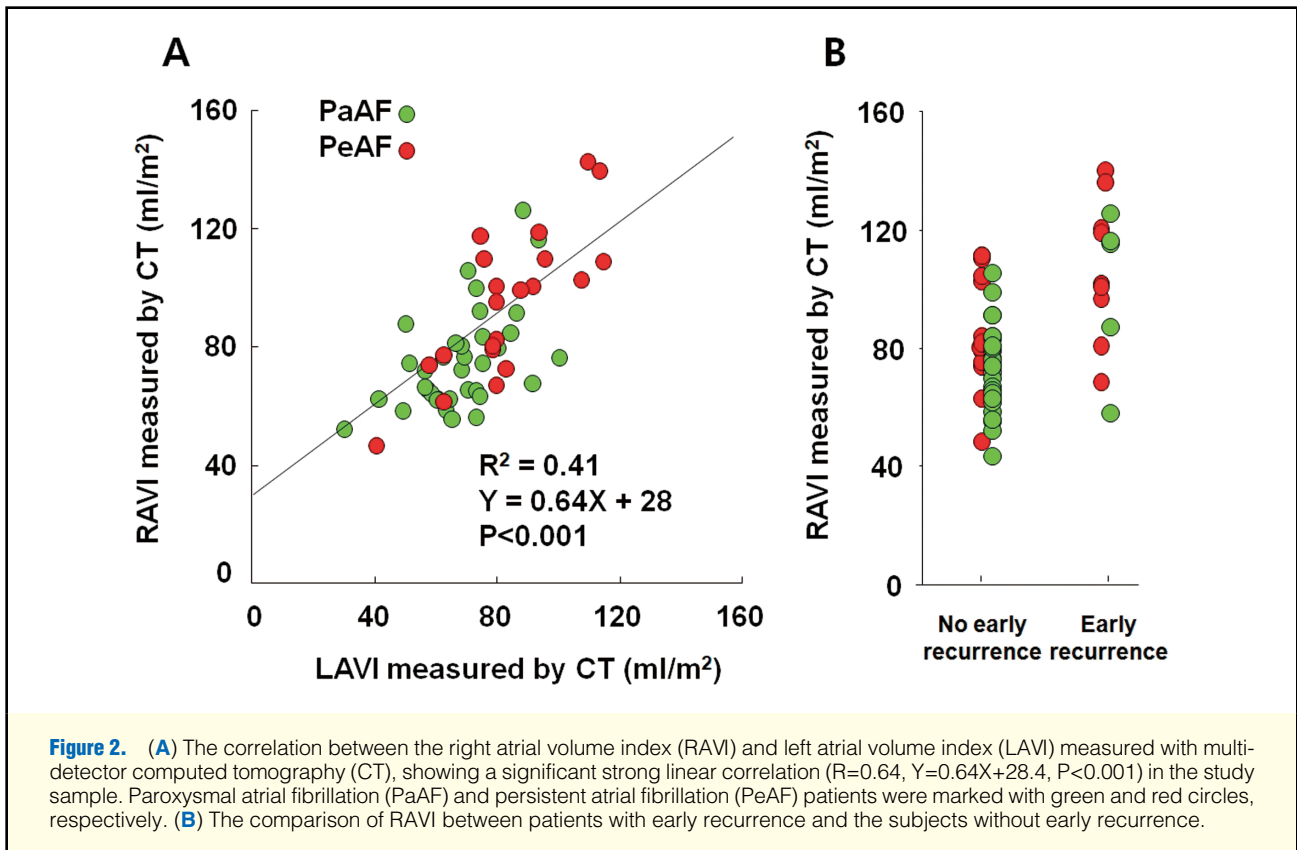 A
B
PaAF
PeAF
160
120
80
40
0
RAVI measured by CT (ml/m²)
R² = 0.41
Y = 0.64X + 28
P<0.001
0 40 80 120 160
LAVI measured by CT (ml/m²)
160
120
80
40
0
RAVI measured by CT (ml/m²)
No early
recurrence
Early
recurrence
Figure 2. (A) The correlation between the right atrial volume index (RAVI) and left atrial volume index (LAVI) measured with multi-
detector computed tomography (CT), showing a significant strong linear correlation (R=0.64, Y=0.64X+28.4, P<0.001) in the study
sample. Paroxysmal atrial fibrillation (PaAF) and persistent atrial fibrillation (PeAF) patients were marked with green and red circles,
respectively. (B) The comparison of RAVI between patients with early recurrence and the subjects without early recurrence.